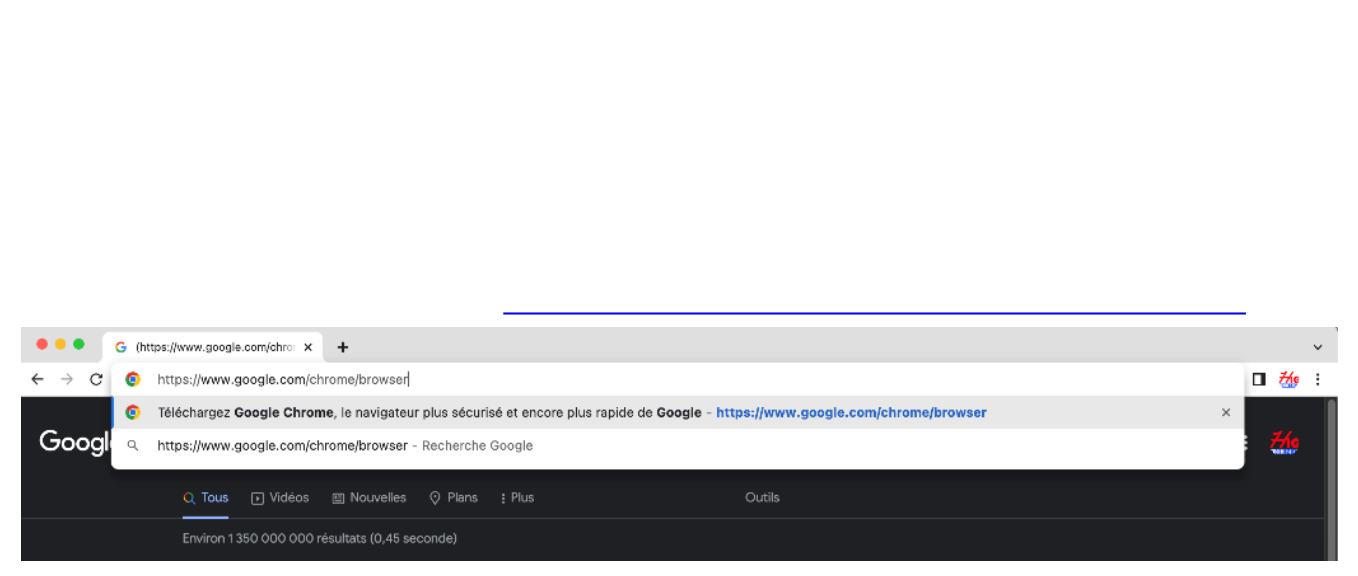 (https://www.google.com/chro
https://www.google.com/chrome/browser
Téléchargez Google Chrome, le navigateur plus sécurisé et encore plus rapide de Google - https://www.google.com/chrome/browser
Googl
https://www.google.com/chrome/browser - Recherche Google
Tous Vidéos Nouvelles Plans Plus Outils
Environ 1 350 000 000 résultats (0,45 seconde)